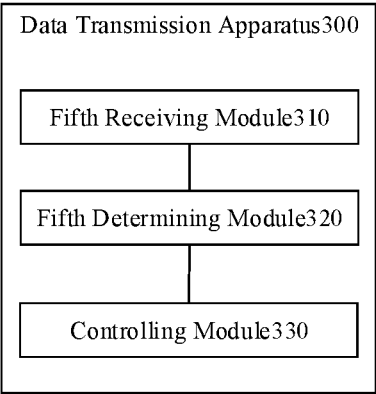 Data Transmission Apparatus300
Fifth Receiving Module310
Fifth Determining Module320
Controlling Module330